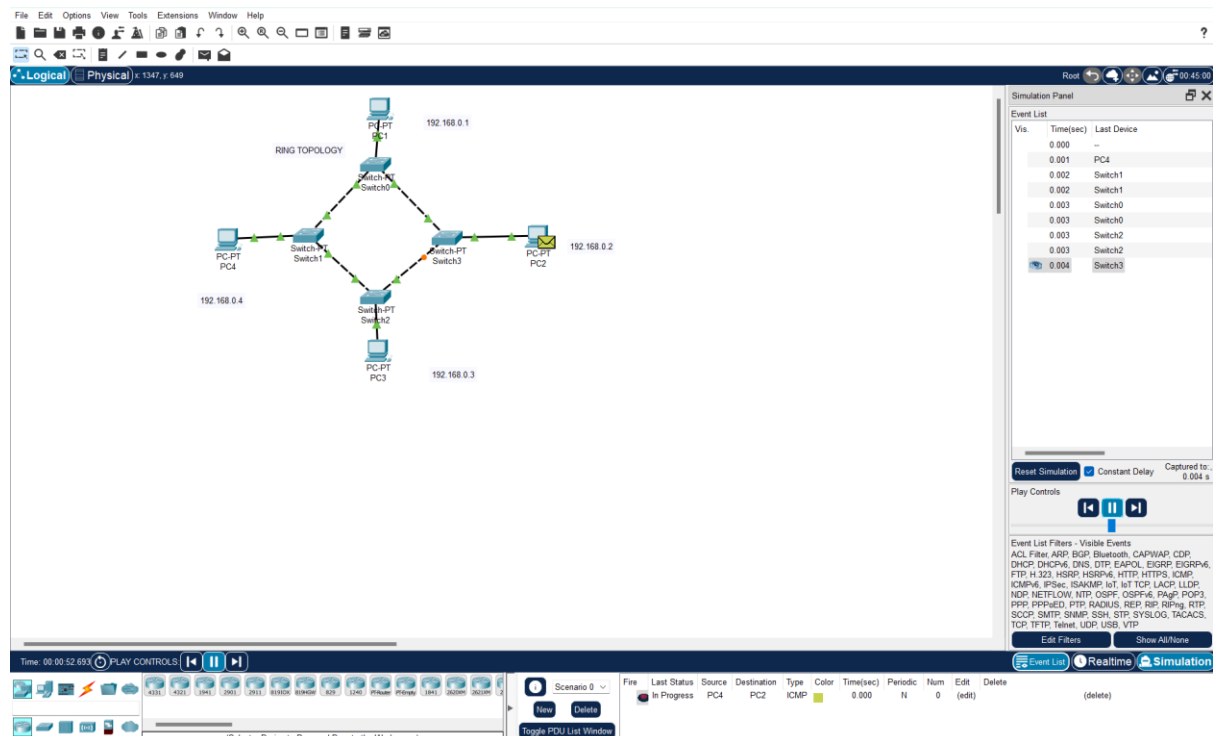 File Edit Options View Tools Extensions Window Help
?
Logical Physical x: 1347, y: 649 Root 00:45:00
PC-PT
PC1
192.168.0.1
RING TOPOLOGY
Switch-PT
Switch0
PC-PT
PC4
Switch-PT
Switch1
Switch-PT
Switch3
PC-PT
PC2
192.168.0.2
192.168.0.4
Switch-PT
Switch2
PC-PT
PC3
192.168.0.3
Simulation Panel
Event List
Vis. Time(sec) Last Device
0.000 --
0.001 PC4
0.002 Switch1
0.002 Switch1
0.003 Switch0
0.003 Switch0
0.003 Switch2
0.003 Switch2
0.004 Switch3
Reset Simulation Constant Delay Captured to:
0.004 s
Play Controls
Event List Filters - Visible Events
ACL Filter, ARP, BGP, Bluetooth, CAPWAP, CDP,
DHCP, DHCPv6, DNS, DTP, EAPOL, EIGRP, EIGRPv6,
FTP, H.323, HSRP, HSRPv6, HTTP, HTTPS, ICMP,
ICMPv6, IPSec, ISAKMP, IoT, IoT TCP, LACP, LLDP,
NDP, NETFLOW, NTP, OSPF, OSPFv6, PAgP, POP3,
PPP, PPPoED, PTP, RADIUS, REP, RIP, RIPng, RTP,
SCCP, SMTP, SNMP, SSH, STP, SYSLOG, TACACS,
TCP, TFTP, Telnet, UDP, USB, VTP
Edit Filters Show All/None
Time: 00:00:52.693 PLAY CONTROLS: Event List Realtime Simulation
4331 4321 1941 2901 2911 819IOX 819HGW 829 1240 PT-Router PT-Empty 1841 2620XM 2621XM
Scenario 0
New Delete
Toggle PDU List Window
Fire Last Status Source Destination Type Color Time(sec) Periodic Num Edit Delete
In Progress PC4 PC2 ICMP 0.000 N 0 (edit) (delete)